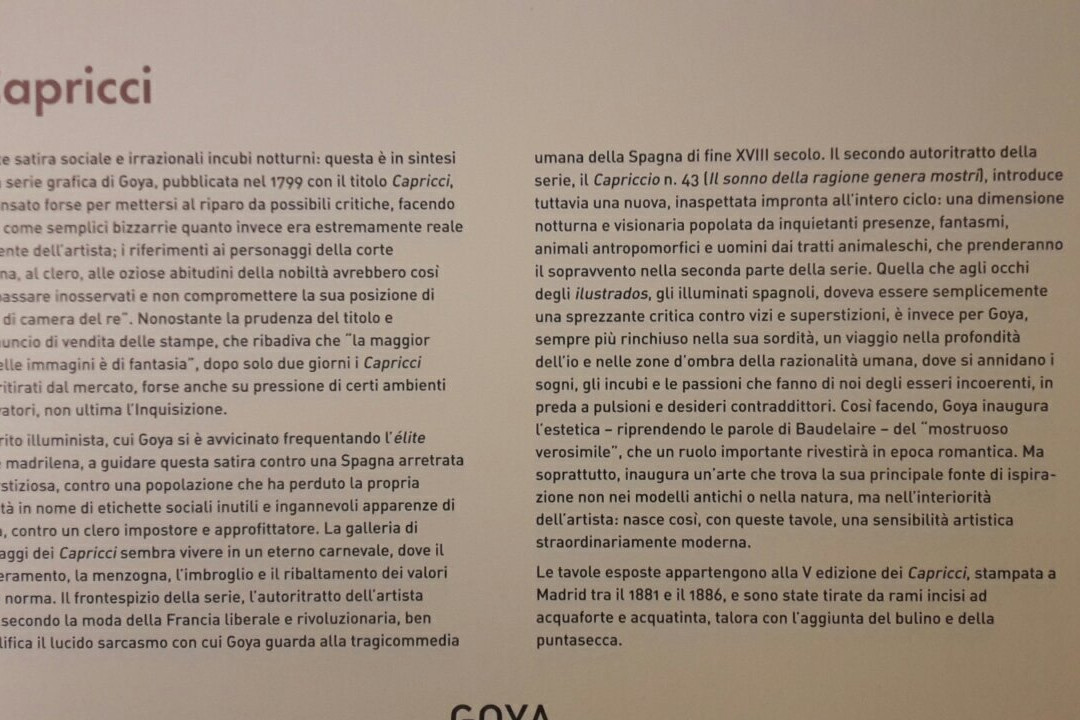 apricci
satira sociale e irrazionali incubi notturni: questa è in sintesi
serie grafica di Goya, pubblicata nel 1799 con il titolo Capricci,
forse per mettersi al riparo da possibili critiche, facendo
come semplici bizzarrie quanto invece era estremamente reale
dell'artista; i riferimenti ai personaggi della corte
al clero, alle oziose abitudini della nobiltà avrebbero così
passare inosservati e non compromettere la sua posizione di
di camera del re". Nonostante la prudenza del titolo e
di vendita delle stampe, che ribadiva che "la maggior
immagini è di fantasia", dopo solo due giorni i Capricci
ritirati dal mercato, forse anche su pressione di certi ambienti
non ultima l'Inquisizione.
illuminista, cui Goya si è avvicinato frequentando l'élite
madrilena, a guidare questa satira contro una Spagna arretrata
contro una popolazione che ha perduto la propria
in nome di etichette sociali inutili e ingannevoli apparenze di
contro un clero impostore e approfittatore. La galleria di
dei Capricci sembra vivere in un eterno carnevale, dove il
la menzogna, l'imbroglio e il ribaltamento dei valori
norma. Il frontespizio della serie, l'autoritratto dell'artista
secondo la moda della Francia liberale e rivoluzionaria, ben
il lucido sarcasmo con cui Goya guarda alla tragicommedia
umana della Spagna di fine XVIII secolo. Il secondo autoritratto della
serie, il Capriccio n. 43 (Il sonno della ragione genera mostri), introduce
tuttavia una nuova, inaspettata impronta all'intero ciclo: una dimensione
notturna e visionaria popolata da inquietanti presenze, fantasmi,
animali antropomorfici e uomini dai tratti animaleschi, che prenderanno
il sopravvento nella seconda parte della serie. Quella che agli occhi
degli ilustrados, gli illuminati spagnoli, doveva essere semplicemente
una sprezzante critica contro vizi e superstizioni, è invece per Goya,
sempre più rinchiuso nella sua sordità, un viaggio nella profondità
dell'io e nelle zone d'ombra della razionalità umana, dove si annidano i
sogni, gli incubi e le passioni che fanno di noi degli esseri incoerenti, in
preda a pulsioni e desideri contraddittori. Così facendo, Goya inaugura
l'estetica – riprendendo le parole di Baudelaire – del "mostruoso
verosimile", che un ruolo importante rivestirà in epoca romantica. Ma
soprattutto, inaugura un'arte che trova la sua principale fonte di ispira-
zione non nei modelli antichi o nella natura, ma nell'interiorità
dell'artista: nasce così, con queste tavole, una sensibilità artistica
straordinariamente moderna.
Le tavole esposte appartengono alla V edizione dei Capricci, stampata a
Madrid tra il 1881 e il 1886, e sono state tirate da rami incisi ad
acquaforte e acquatinta, talora con l'aggiunta del bulino e della
puntasecca.
GOYA